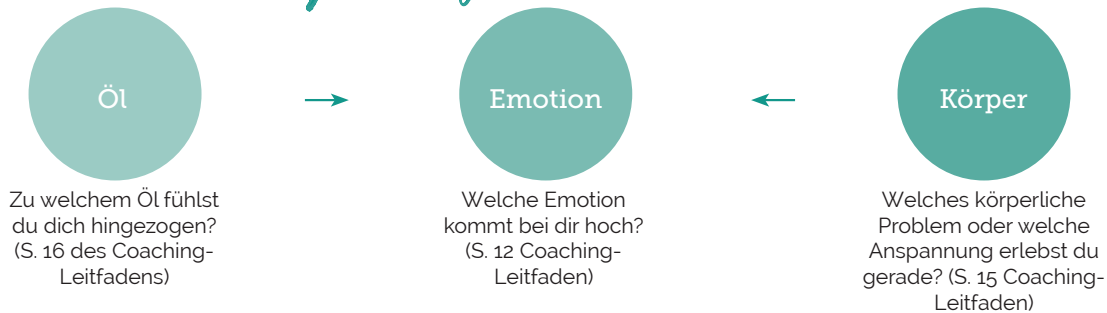 Öl
Zu welchem Öl fühlst
du dich hingezogen?
(S. 16 des Coaching-
Leitfadens)
Emotion
Welche Emotion
kommt bei dir hoch?
(S. 12 Coaching-
Leitfaden)
Körper
Welches körperliche
Problem oder welche
Anspannung erlebst du
gerade? (S. 15 Coaching-
Leitfaden)